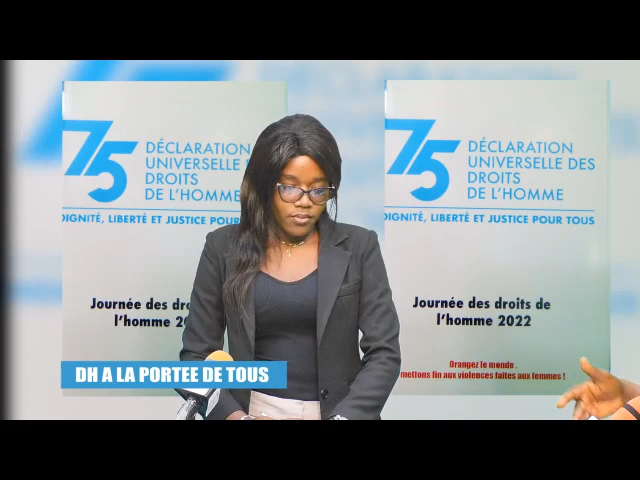 75 DÉCLARATION
UNIVERSELLE D
DROITS
DE L'HOMME
DIGNITÉ, LIBERTÉ ET JUSTICE POUR
Journée des dro
l'homme 20
75 DÉCLARATION
UNIVERSELLE DES
DROITS
DE L'HOMME
DIGNITÉ, LIBERTÉ ET JUSTICE POUR TOUS
Journée des droits de
l'homme 2022
Orangez le monde .
mettons fin aux violences faites aux femmes !
DH A LA PORTEE DE TOUS